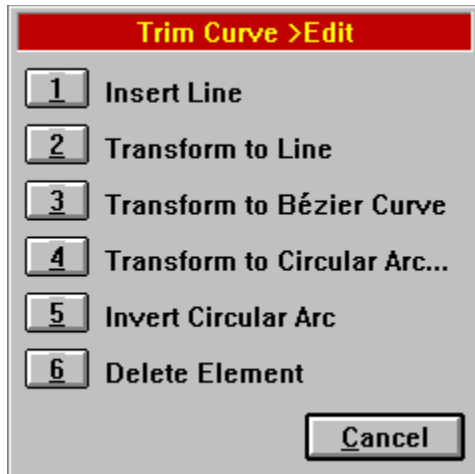 Trim Curve >Edit
1 Insert Line
2 Transform to Line
3 Transform to Bézier Curve
4 Transform to Circular Arc...
5 Invert Circular Arc
6 Delete Element
Cancel